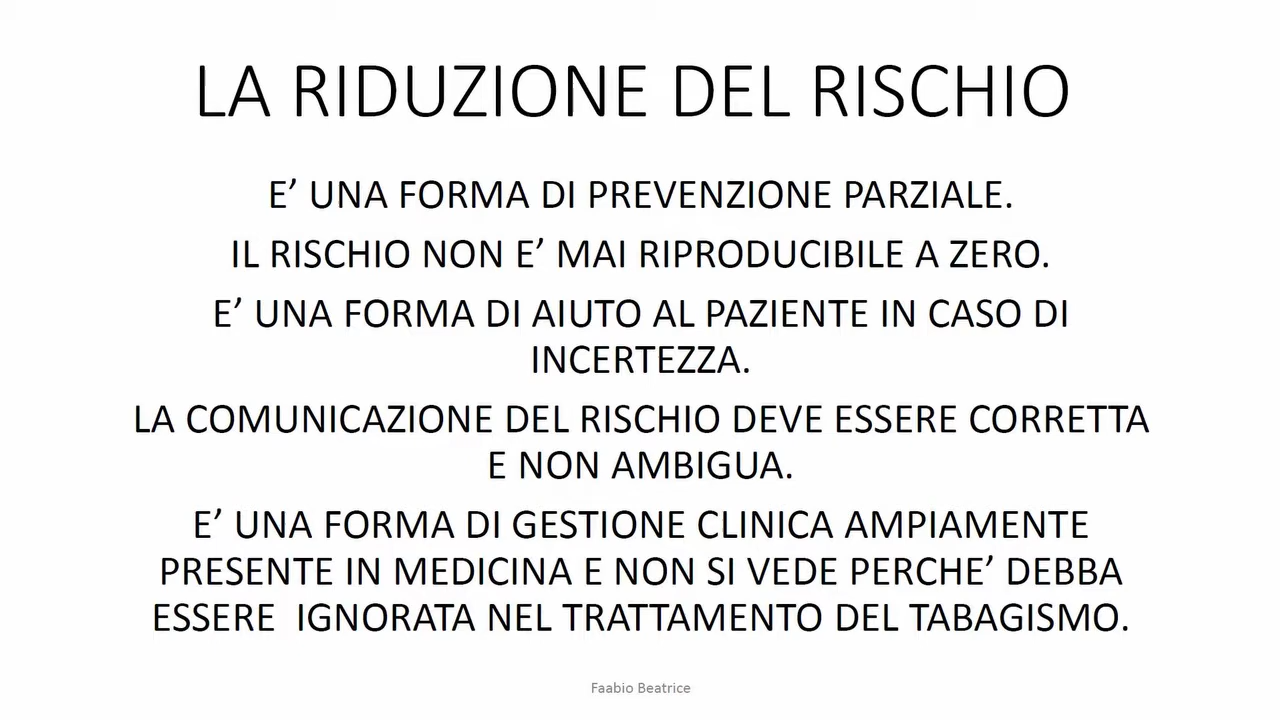 LA RIDUZIONE DEL RISCHIO
E’ UNA FORMA DI PREVENZIONE PARZIALE.
IL RISCHIO NON E’ MAI RIPRODUCIBILE A ZERO.
E’ UNA FORMA DI AIUTO AL PAZIENTE IN CASO DI
INCERTEZZA.
LA COMUNICAZIONE DEL RISCHIO DEVE ESSERE CORRETTA
E NON AMBIGUA.
E’ UNA FORMA DI GESTIONE CLINICA AMPIAMENTE
PRESENTE IN MEDICINA E NON SI VEDE PERCHE’ DEBBA
ESSERE  IGNORATA NEL TRATTAMENTO DEL TABAGISMO.
Faabio Beatrice